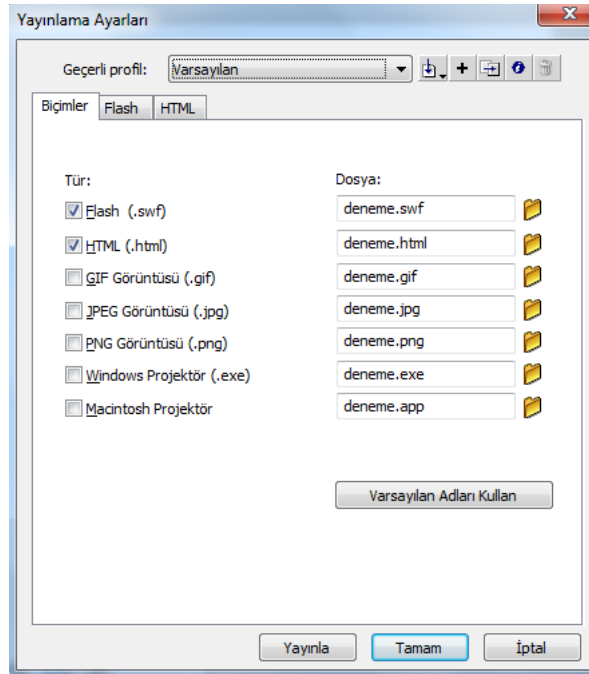 Yayınlama Ayarları
Geçerli profil: Varsayılan
Biçimler Flash HTML
Tür: Dosya:
Flash (.swf) deneme.swf
HTML (.html) deneme.html
GIF Görüntüsü (.gif) deneme.gif
JPEG Görüntüsü (.jpg) deneme.jpg
PNG Görüntüsü (.png) deneme.png
Windows Projektör (.exe) deneme.exe
Macintosh Projektör deneme.app
Varsayılan Adları Kullan
Yayınla Tamam İptal